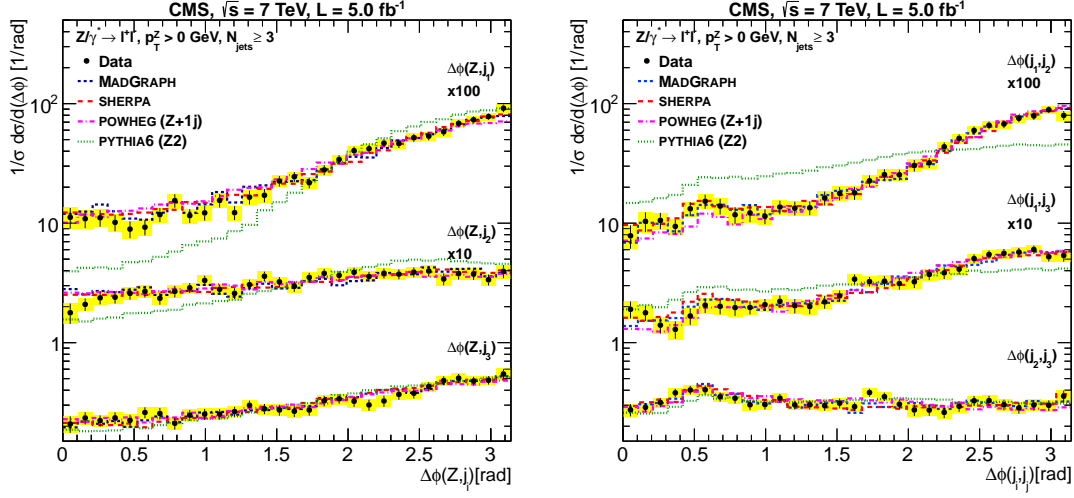 CMS, √s = 7 TeV, L = 5.0 fb⁻¹
Z/γ*→ l⁺l⁻, p_T^Z > 0 GeV, N_jets ≥ 3
Data
MADGRAPH
SHERPA
POWHEG (Z+1j)
PYTHIA6 (Z2)
Δϕ(Z,j₁)
x100
Δϕ(Z,j₂)
x10
Δϕ(Z,j₃)
1/σ dσ/d(Δϕ) [1/rad]
10²
10
1
0 0.5 1 1.5 2 2.5 3
Δϕ(Z,jᵢ)[rad]
CMS, √s = 7 TeV, L = 5.0 fb⁻¹
Z/γ*→ l⁺l⁻, p_T^Z > 0 GeV, N_jets ≥ 3
Data
MADGRAPH
SHERPA
POWHEG (Z+1j)
PYTHIA6 (Z2)
Δϕ(j₁,j₂)
x100
Δϕ(j₁,j₃)
x10
Δϕ(j₂,j₃)
1/σ dσ/d(Δϕ) [1/rad]
10²
10
1
0 0.5 1 1.5 2 2.5 3
Δϕ(jᵢ,jⱼ)[rad]